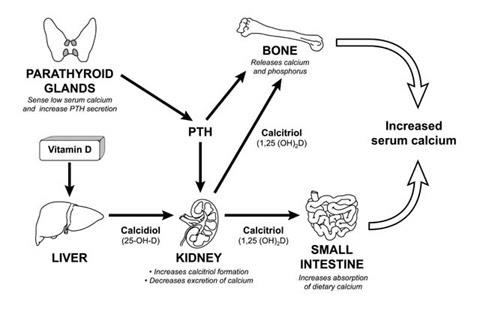 BONE
Releases calcium
and phosphorus
PARATHYROID
GLANDS
Sense low serum calcium
and increase PTH secretion
PTH
Calcitriol
(1,25 (OH)₂D)
Increased
serum calcium
Vitamin D
Calcidiol
(25-OH-D)
Calcitriol
(1,25 (OH)₂D)
LIVER
KIDNEY
• Increases calcitriol formation
• Decreases excretion of calcium
SMALL
INTESTINE
Increases absorption
of dietary calcium